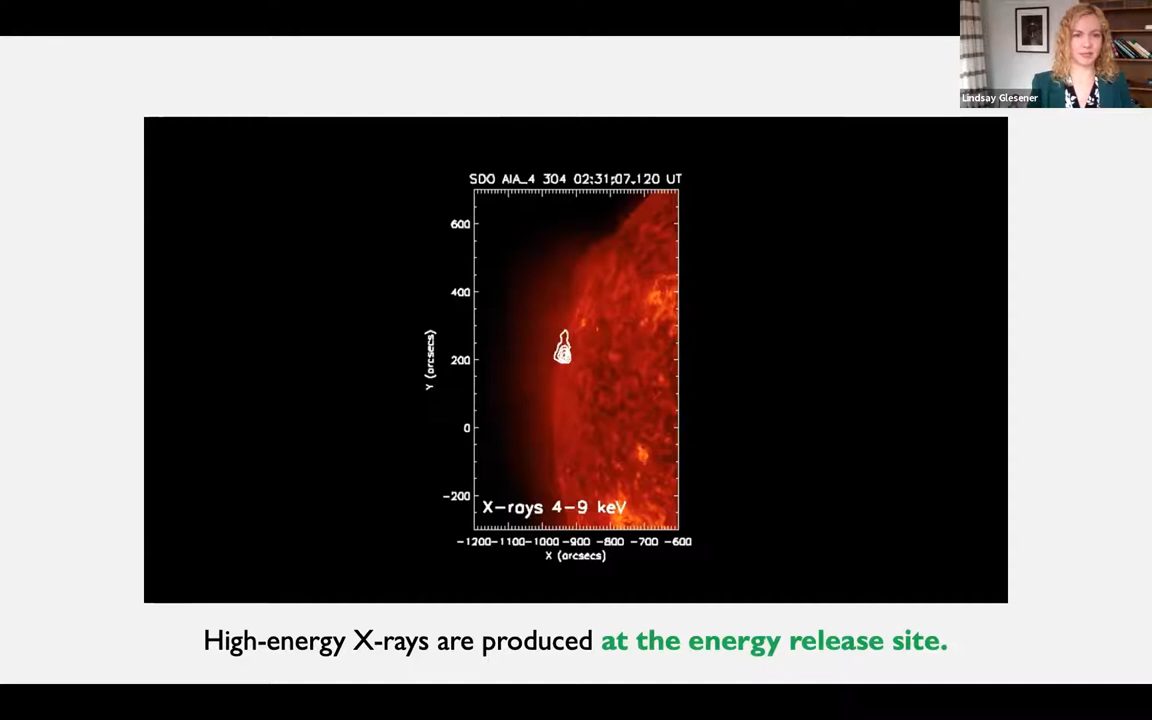 Lindsay Glesener
SDO AIA_4 304 02:31:07.120 UT
600
400
200
0
-200
Y (arcsecs)
X-rays 4-9 keV
-1200 -1100 -1000 -900 -800 -700 -600
X (arcsecs)
High-energy X-rays are produced at the energy release site.